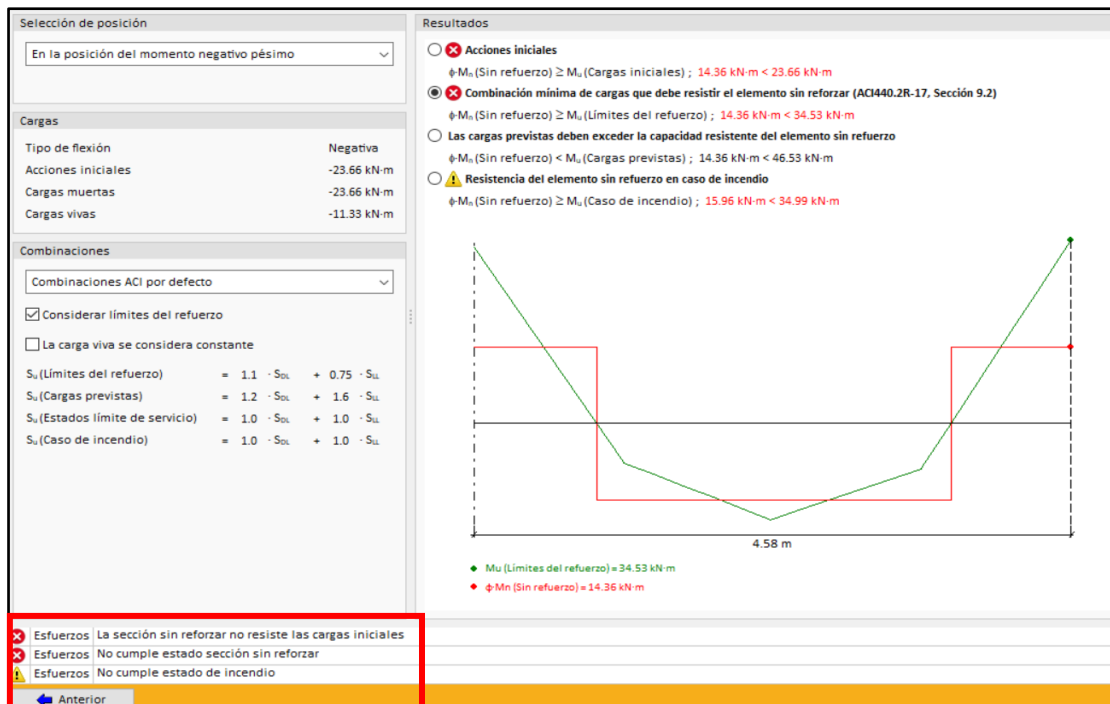 Selección de posición
En la posición del momento negativo pésimo
Cargas
Tipo de flexión Negativa
Acciones iniciales -23.66 kN·m
Cargas muertas -23.66 kN·m
Cargas vivas -11.33 kN·m
Combinaciones
Combinaciones ACI por defecto
Considerar límites del refuerzo
La carga viva se considera constante
Su (Límites del refuerzo) = 1.1 · SDL + 0.75 · SLL
Su (Cargas previstas) = 1.2 · SDL + 1.6 · SLL
Su (Estados límite de servicio) = 1.0 · SDL + 1.0 · SLL
Su (Caso de incendio) = 1.0 · SDL + 1.0 · SLL
Resultados
Acciones iniciales
ϕ·Mn (Sin refuerzo) ≥ Mu (Cargas iniciales) ; 14.36 kN·m < 23.66 kN·m
Combinación mínima de cargas que debe resistir el elemento sin reforzar (ACI440.2R-17, Sección 9.2)
ϕ·Mn (Sin refuerzo) ≥ Mu (Límites del refuerzo) ; 14.36 kN·m < 34.53 kN·m
Las cargas previstas deben exceder la capacidad resistente del elemento sin refuerzo
ϕ·Mn (Sin refuerzo) < Mu (Cargas previstas) ; 14.36 kN·m < 46.53 kN·m
Resistencia del elemento sin refuerzo en caso de incendio
ϕ·Mn (Sin refuerzo) ≥ Mu (Caso de incendio) ; 15.96 kN·m < 34.99 kN·m
4.58 m
Mu (Límites del refuerzo) = 34.53 kN·m
ϕ·Mn (Sin refuerzo) = 14.36 kN·m
Esfuerzos La sección sin reforzar no resiste las cargas iniciales
Esfuerzos No cumple estado sección sin reforzar
Esfuerzos No cumple estado de incendio
Anterior